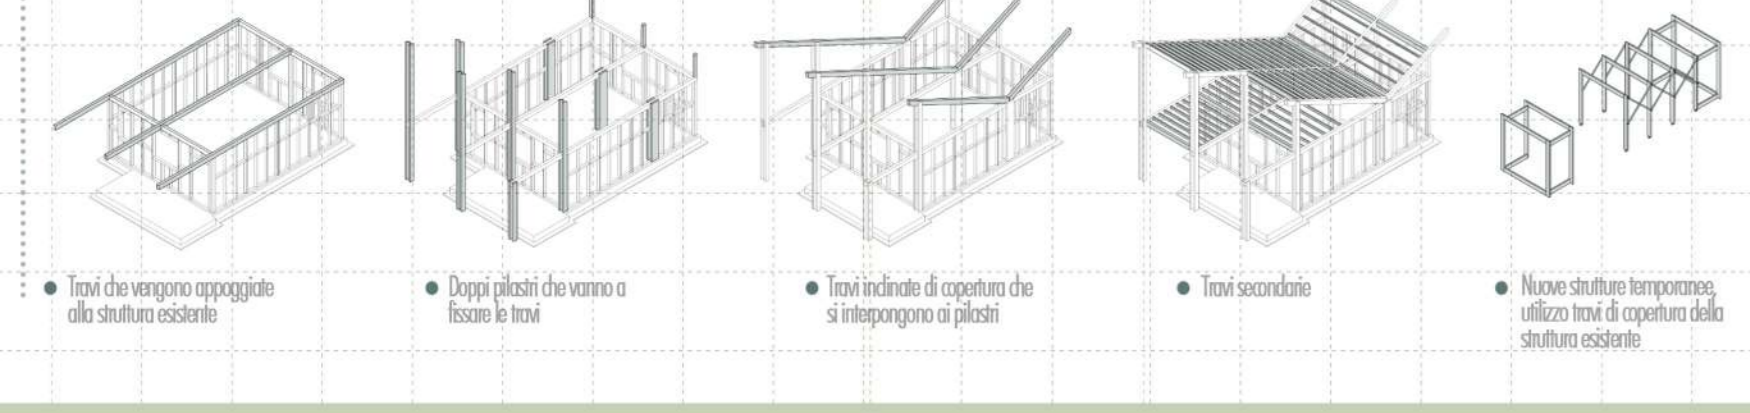 Travi che vengono appoggiate
alla struttura esistente
Doppi pilastri che vanno a
fissare le travi
Travi inclinate di copertura che
si interpongono ai pilastri
Travi secondarie
Nuove strutture temporanee,
utilizzo travi di copertura della
struttura esistente